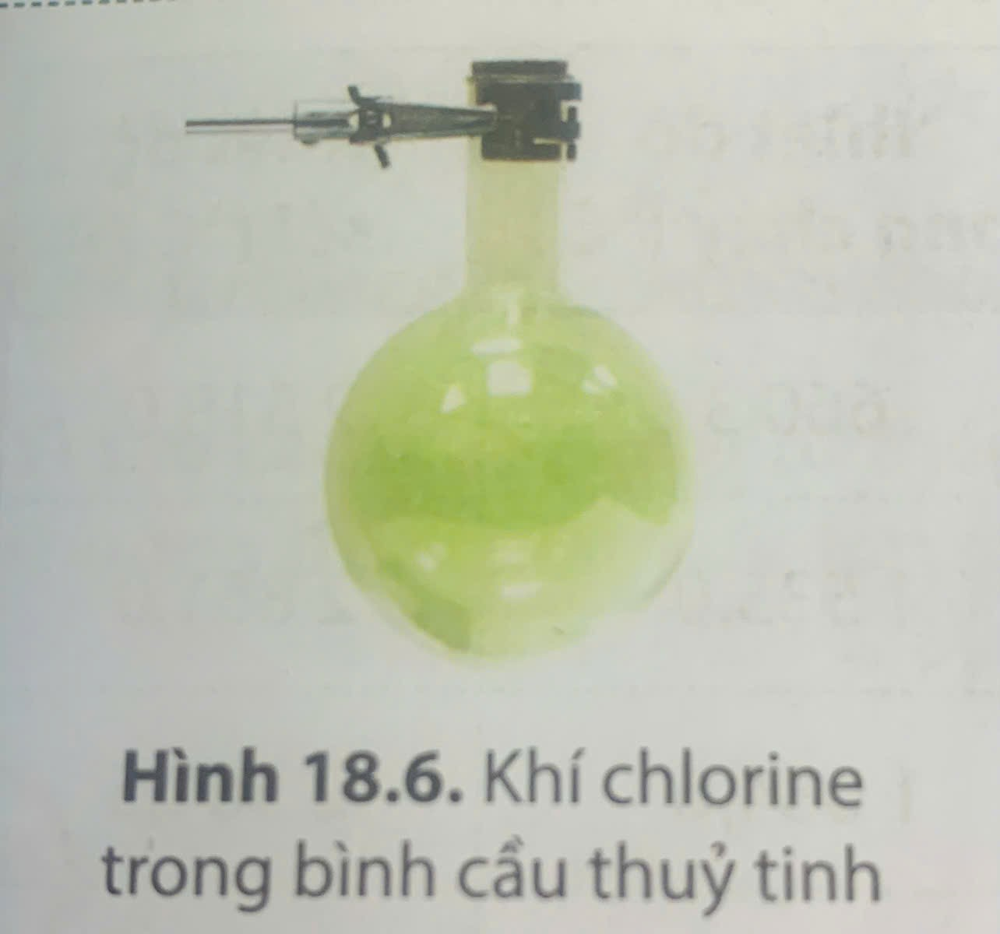 Hình 18.6. Khí chlorine
trong bình cầu thuỷ tinh